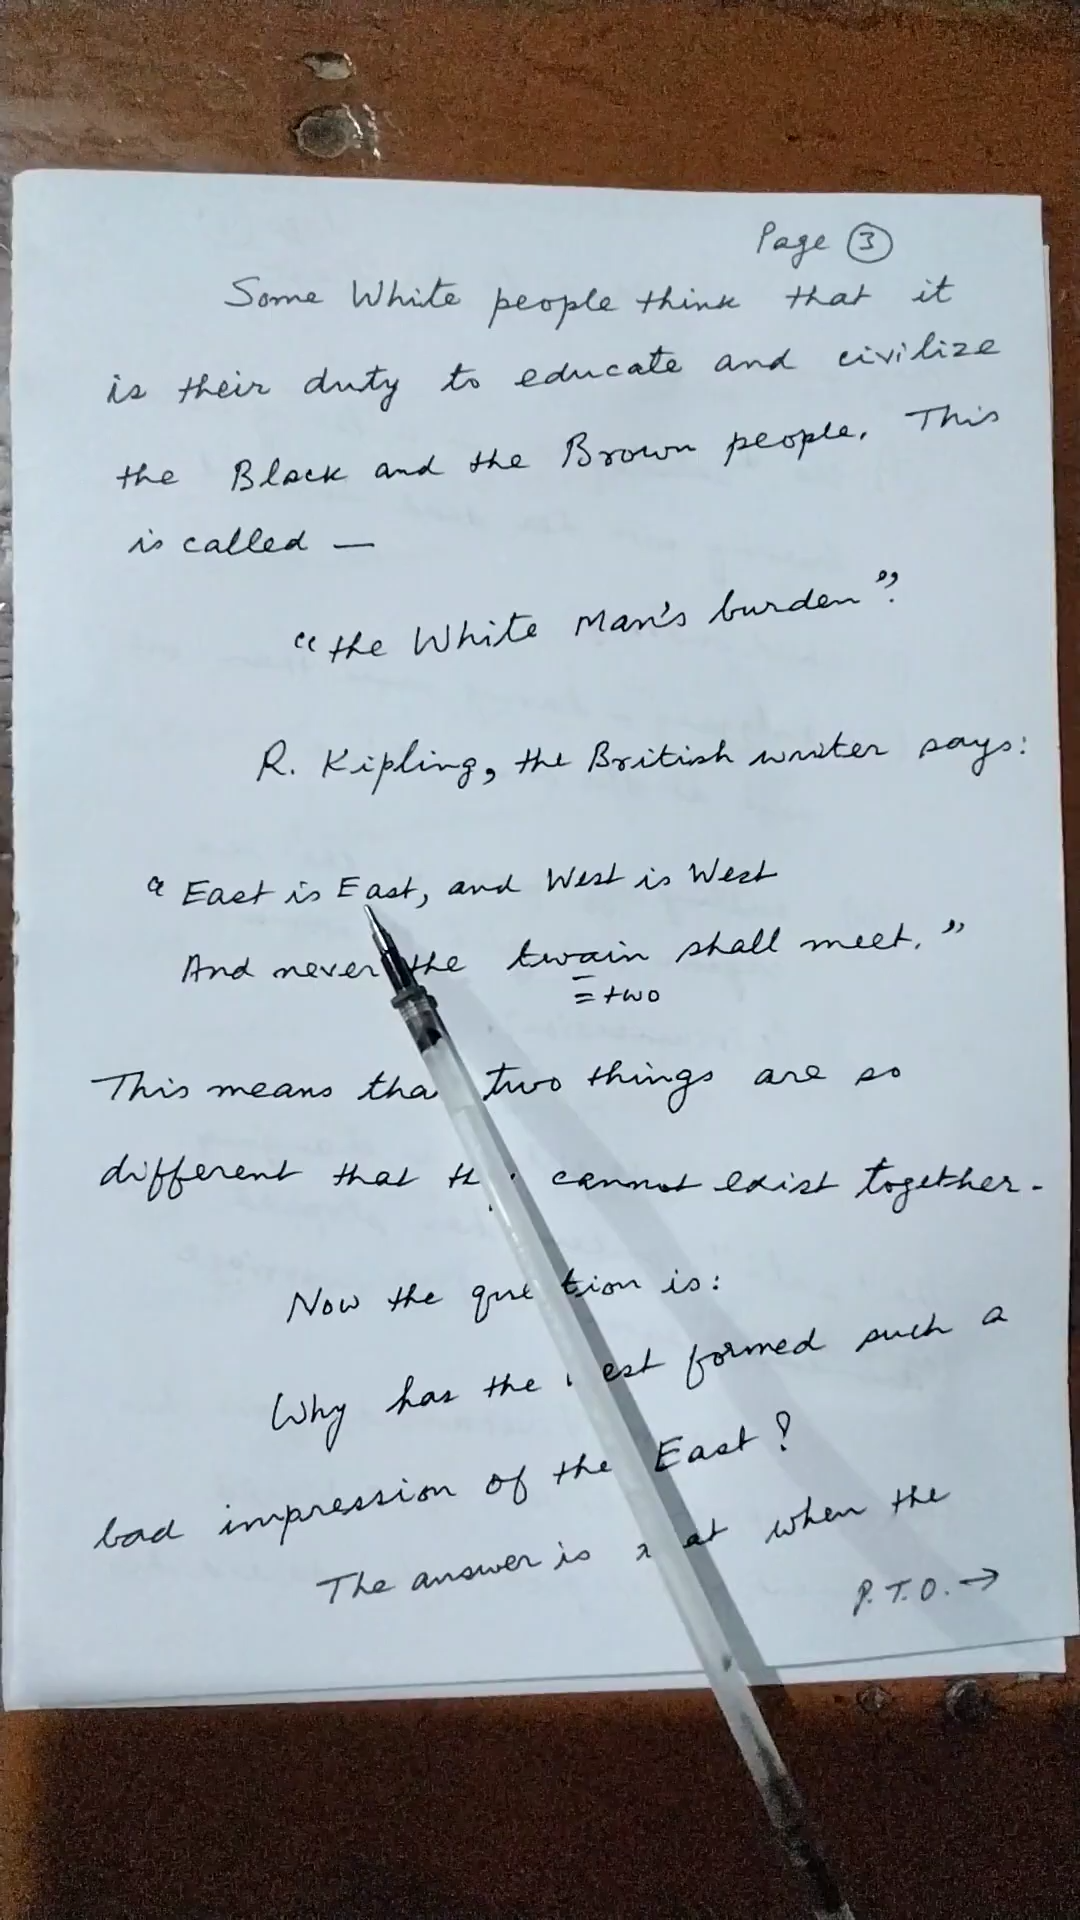 Page 3
Some White people think that it
is their duty to educate and civilize
the Black and the Brown people. This
is called —
"the White Man's burden".
R. Kipling, the British writer says:
"East is East, and West is West
And never the twain shall meet."
= two
This means tha two things are so
different that th cannot exist together.
Now the que tion is:
Why has the est formed such a
bad impression of the East?
The answer is at when the
P.T.O. →